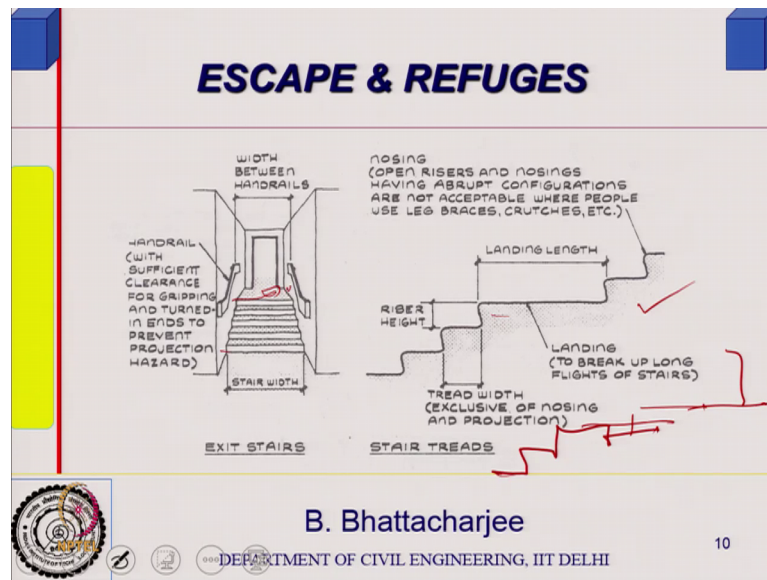 ESCAPE & REFUGES
WIDTH
BETWEEN
HANDRAILS
HANDRAIL
(WITH
SUFFICIENT
CLEARANCE
FOR GRIPPING
AND TURNED-
IN ENDS TO
PREVENT
PROJECTION
HAZARD)
STAIR WIDTH
EXIT STAIRS
NOSING
(OPEN RISERS AND NOSINGS
HAVING ABRUPT CONFIGURATIONS
ARE NOT ACCEPTABLE WHERE PEOPLE
USE LEG BRACES, CRUTCHES, ETC.)
LANDING LENGTH
RIBER
HEIGHT
LANDING
(TO BREAK UP LONG
FLIGHTS OF STAIRS)
TREAD WIDTH
(EXCLUSIVE OF NOSING
AND PROJECTION)
STAIR TREADS
B. Bhattacharjee
DEPARTMENT OF CIVIL ENGINEERING, IIT DELHI
10
NPTEL